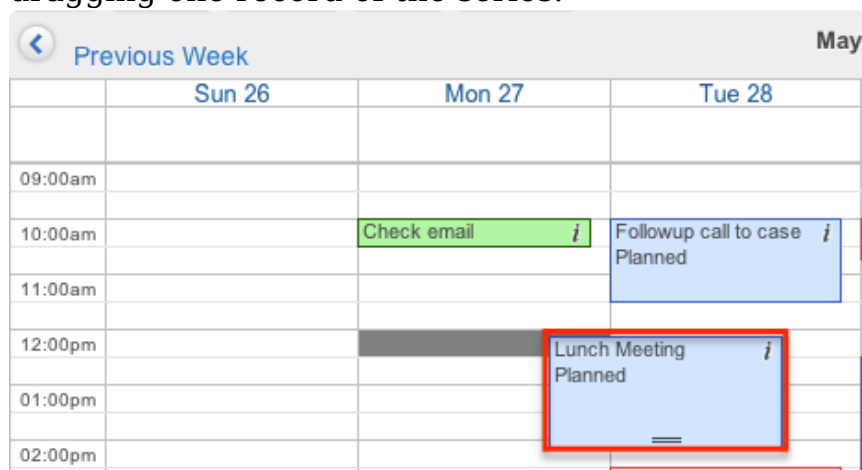 dragging one record of the series.
May
Previous Week
Sun 26 Mon 27 Tue 28
09:00am
10:00am Check email i Followup call to case i
Planned
11:00am
12:00pm Lunch Meeting i
Planned
01:00pm
02:00pm